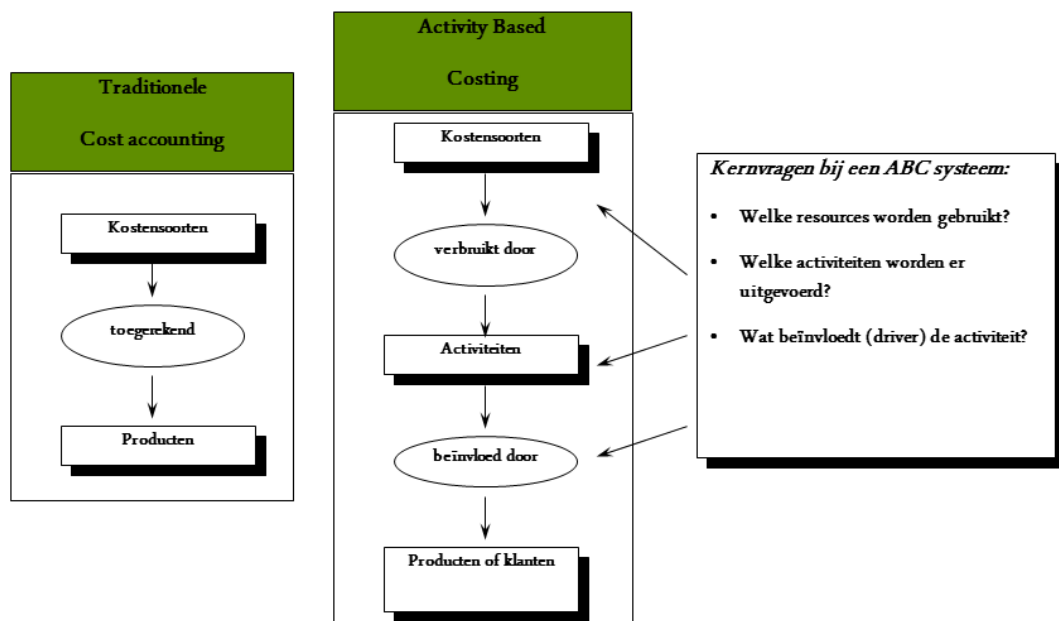 Traditionele
Cost accounting
Kostensoorten
toegerekend
Producten
Activity Based
Costing
Kostensoorten
verbruikt door
Activiteiten
beïnvloed door
Producten of klanten
Kernvragen bij een ABC systeem:
• Welke resources worden gebruikt?
• Welke activiteiten worden er
uitgevoerd?
• Wat beïnvloedt (driver) de activiteit?